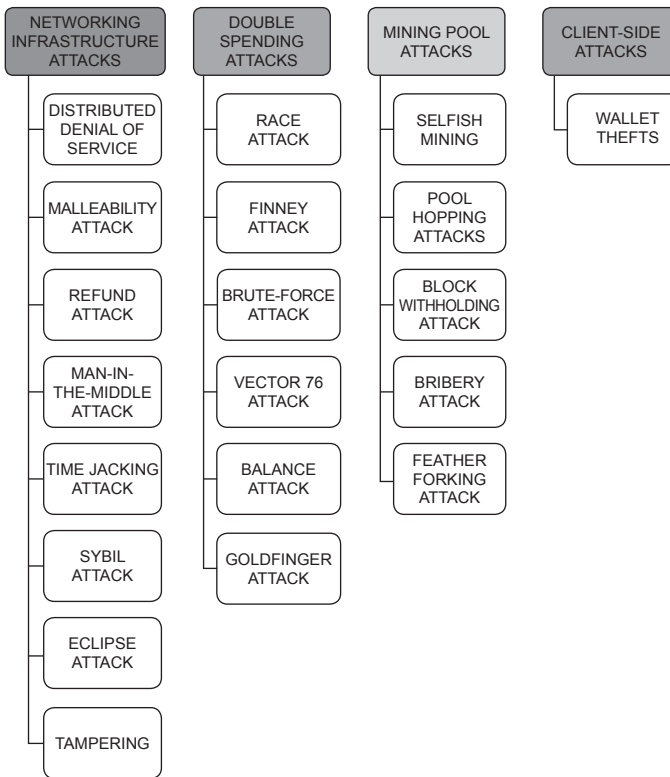 NETWORKING
INFRASTRUCTURE
ATTACKS
DISTRIBUTED
DENIAL OF
SERVICE
MALLEABILITY
ATTACK
REFUND
ATTACK
MAN-IN-
THE-MIDDLE
ATTACK
TIME JACKING
ATTACK
SYBIL
ATTACK
ECLIPSE
ATTACK
TAMPERING
DOUBLE
SPENDING
ATTACKS
RACE
ATTACK
FINNEY
ATTACK
BRUTE-FORCE
ATTACK
VECTOR 76
ATTACK
BALANCE
ATTACK
GOLDFINGER
ATTACK
MINING POOL
ATTACKS
SELFISH
MINING
POOL
HOPPING
ATTACKS
BLOCK
WITHHOLDING
ATTACK
BRIBERY
ATTACK
FEATHER
FORKING
ATTACK
CLIENT-SIDE
ATTACKS
WALLET
THEFTS